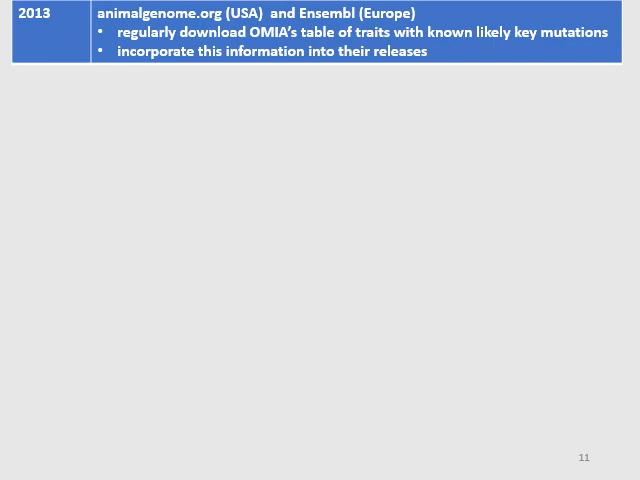 2013
animalgenome.org (USA)  and Ensembl (Europe)
• regularly download OMIA's table of traits with known likely key mutations
• incorporate this information into their releases
11